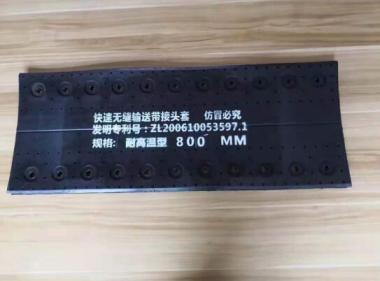 快速无缝输送带接头套 仿冒必究
发明专利号:ZL200610053597.1
规格: 耐高温型 800 MM